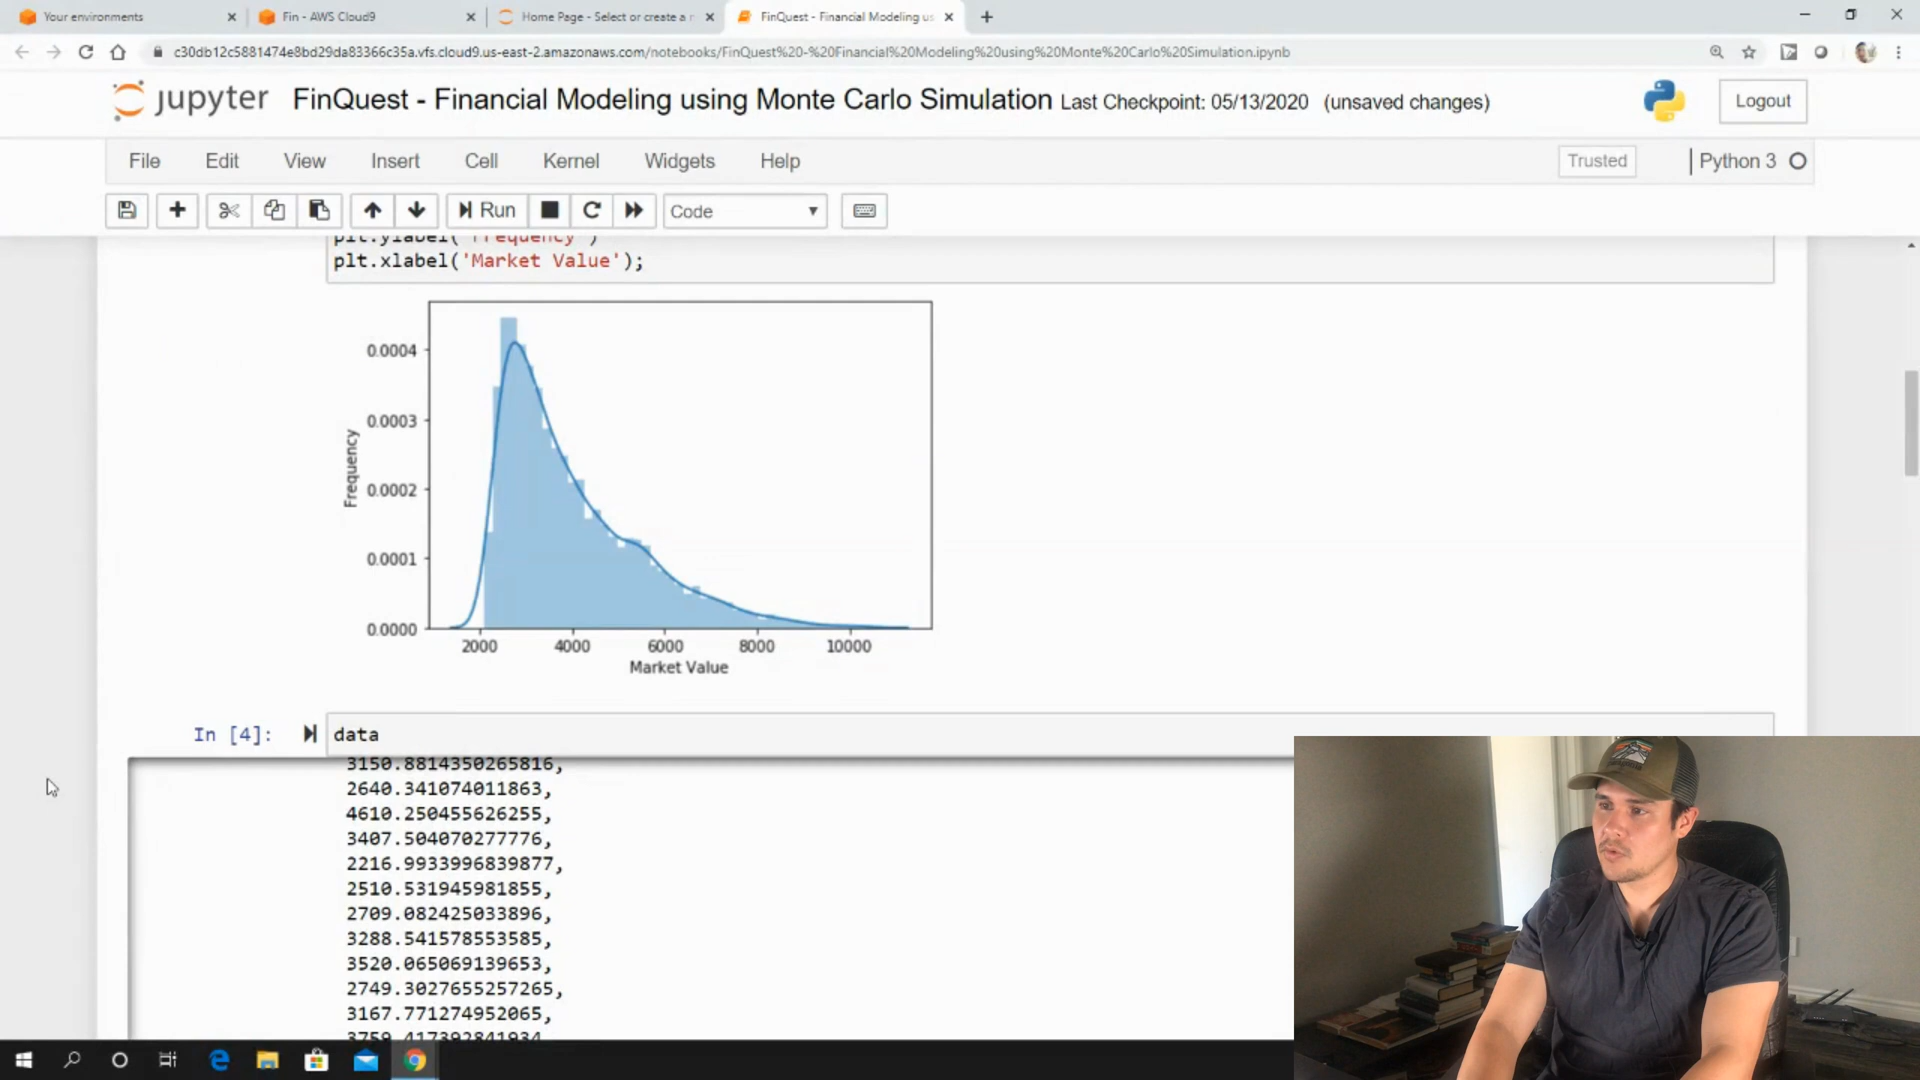 Your environments
Fin - AWS Cloud9
Home Page - Select or create a n
FinQuest - Financial Modeling us
c30db12c5881474e8bd29da83366c35a.vfs.cloud9.us-east-2.amazonaws.com/notebooks/FinQuest%20-%20Financial%20Modeling%20using%20Monte%20Carlo%20Simulation.ipynb
jupyter FinQuest - Financial Modeling using Monte Carlo Simulation Last Checkpoint: 05/13/2020 (unsaved changes)
Logout
File Edit View Insert Cell Kernel Widgets Help
Trusted
Python 3
Run
Code
plt.ylabel('Frequency')
plt.xlabel('Market Value');
0.0004
0.0003
0.0002
0.0001
0.0000
Frequency
2000 4000 6000 8000 10000
Market Value
In [4]: data
3150.8814350265816,
2640.341074011863,
4610.250455626255,
3407.504070277776,
2216.9933996839877,
2510.531945981855,
2709.082425033896,
3288.541578553585,
3520.065069139653,
2749.3027655257265,
3167.771274952065,
3759.417392841934